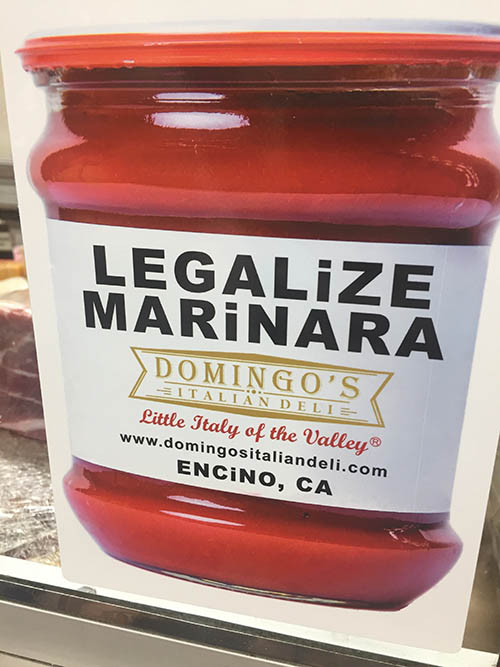 LEGALiZE
MARiNARA
DOMINGO'S
ITALIAN DELI
Little Italy of the Valley®
www.domingositaliandeli.com
ENCiNO, CA